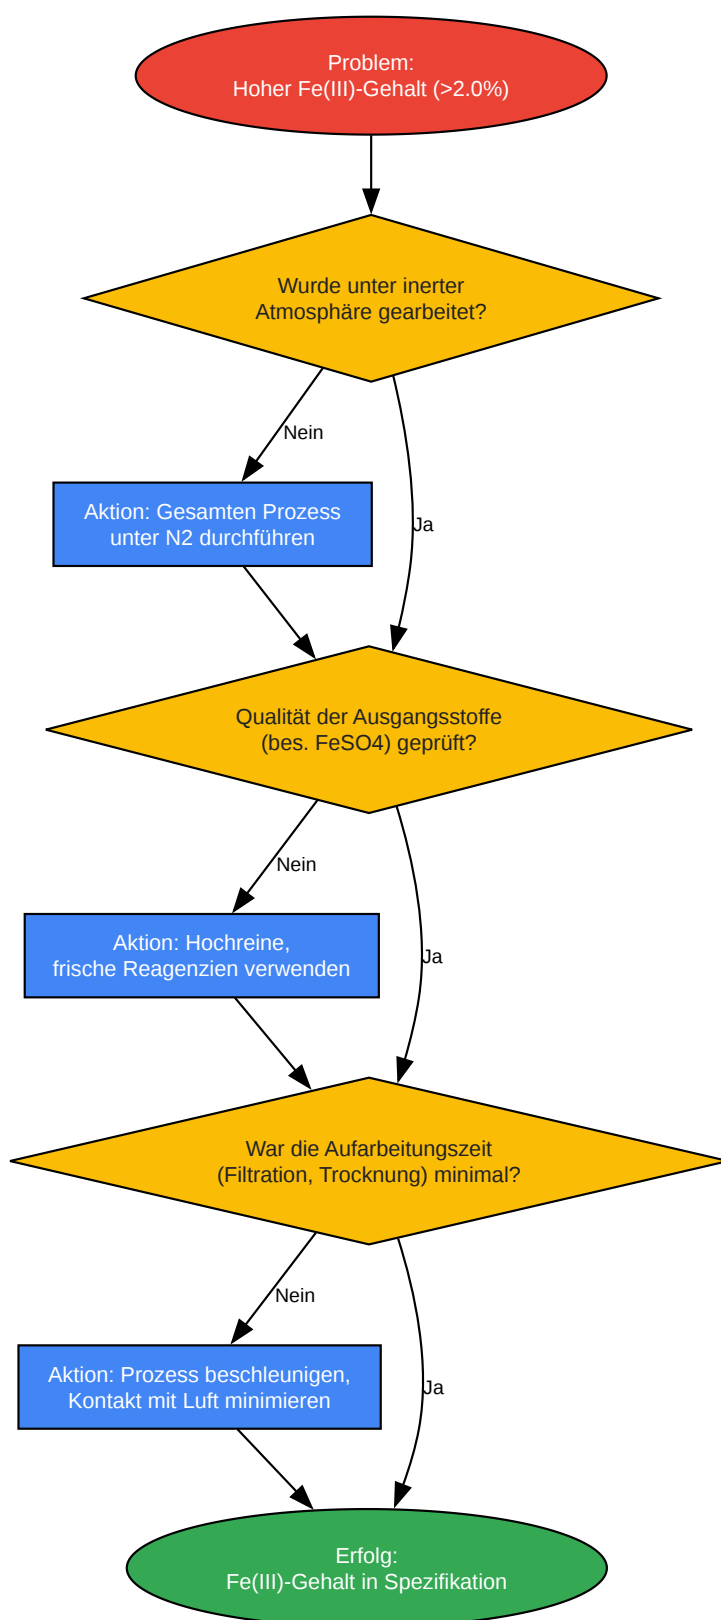 Problem:
Hoher Fe(III)-Gehalt (>2.0%)
Wurde unter inerter
Atmosphäre gearbeitet?
Nein
Aktion: Gesamten Prozess
unter N2 durchführen
Ja
Qualität der Ausgangsstoffe
(bes. FeSO4) geprüft?
Nein
Aktion: Hochreine,
frische Reagenzien verwenden
Ja
War die Aufarbeitungszeit
(Filtration, Trocknung) minimal?
Nein
Aktion: Prozess beschleunigen,
Kontakt mit Luft minimieren
Ja
Erfolg:
Fe(III)-Gehalt in Spezifikation